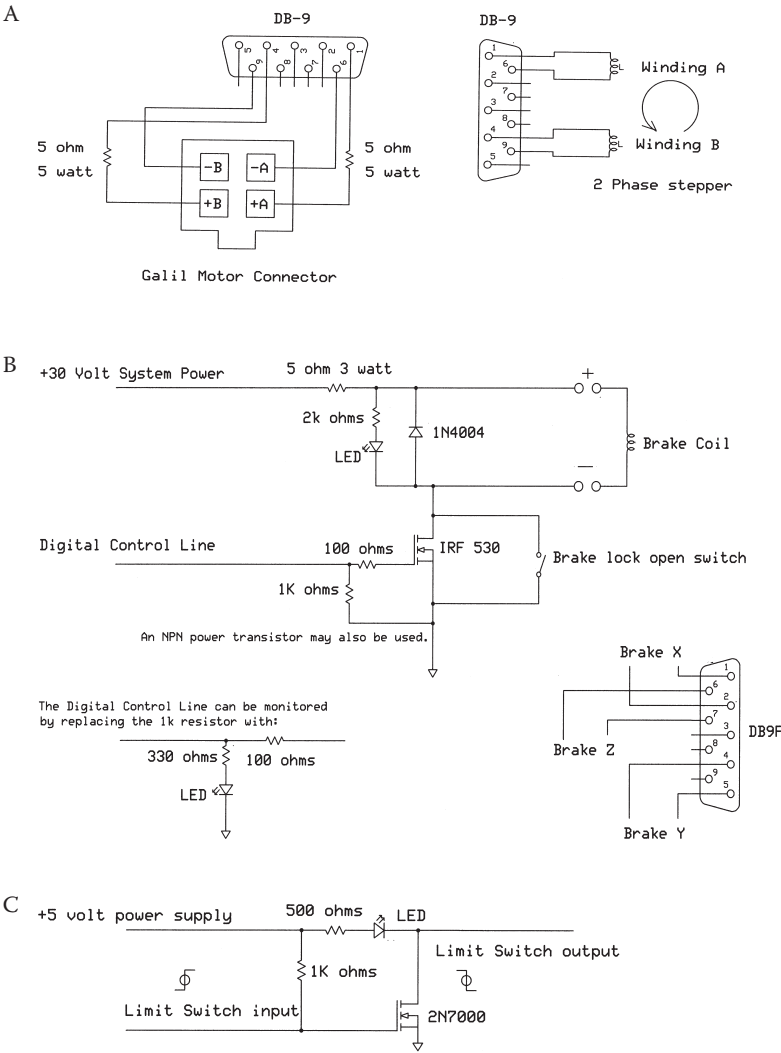 A
DB-9
5 4 3 2 1
9 8 7 6
5 ohm
5 watt
-B
-A
+B
+A
5 ohm
5 watt
Galil Motor Connector
DB-9
1
6
2
7
3
8
4
9
5
L
Winding A
L
Winding B
2 Phase stepper
B
+30 Volt System Power
5 ohm 3 watt
+
2k ohms
1N4004
LED
Brake Coil
—
Digital Control Line
100 ohms
IRF 530
Brake lock open switch
1K ohms
An NPN power transistor may also be used.
The Digital Control Line can be monitored
by replacing the 1k resistor with:
330 ohms
100 ohms
LED
Brake X
1
6
2
7
3
8
4
9
5
DB9F
Brake Z
Brake Y
C
+5 volt power supply
500 ohms
LED
Limit Switch output
1K ohms
Limit Switch input
2N7000